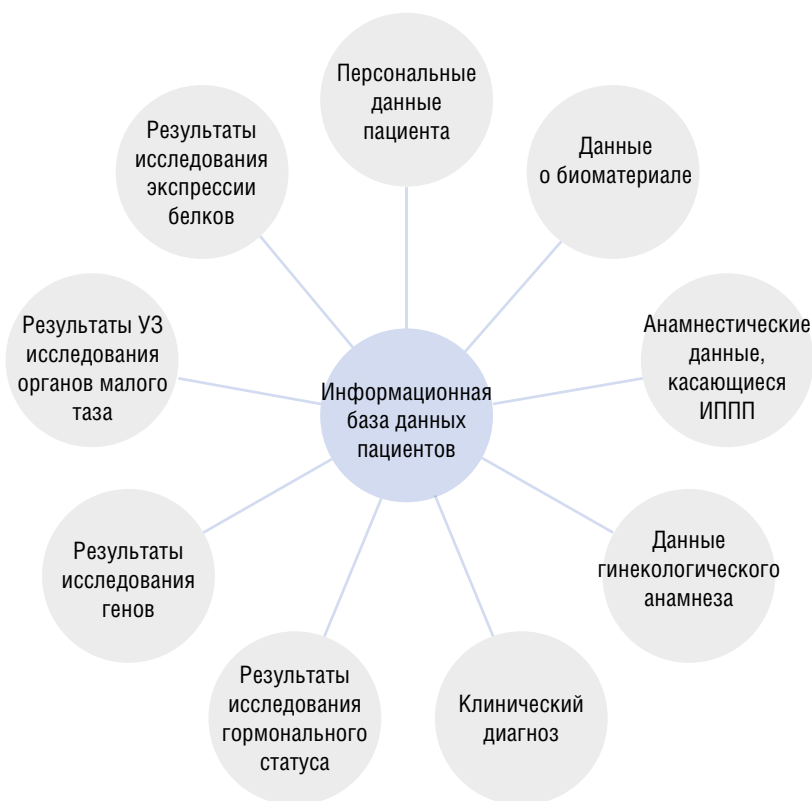 Персональные
данные
пациента
Данные
о биоматериале
Анамнестические
данные,
касающиеся
ИППП
Данные
гинекологического
анамнеза
Клинический
диагноз
Результаты
исследования
гормонального
статуса
Результаты
исследования
генов
Результаты УЗ
исследования
органов малого
таза
Результаты
исследования
экспрессии
белков
Информационная
база данных
пациентов